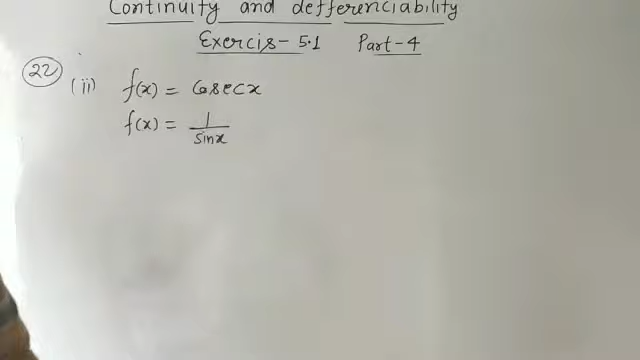 Continuity and defferenciability
Exercis - 5.1 Part - 4
22 (ii) f(x) = Cosecx
f(x) = 1/sinx